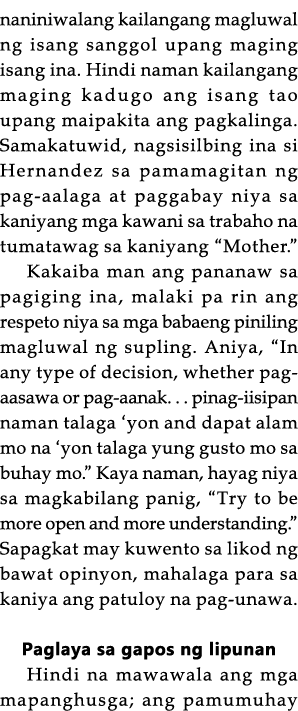 naniniwalang kailangang magluwal
ng isang sanggol upang maging
isang ina. Hindi naman kailangang
maging kadugo ang isang tao
upang maipakita ang pagkalinga.
Samakatuwid, nagsisilbing ina si
Hernandez sa pamamagitan ng
pag-aalaga at paggabay niya sa
kaniyang mga kawani sa trabaho na
tumatawag sa kaniyang “Mother.”
Kakaiba man ang pananaw sa
pagiging ina, malaki pa rin ang
respeto niya sa mga babaeng piniling
magluwal ng supling. Aniya, “In
any type of decision, whether pag-
aasawa or pag-aanak. . . pinag-iisipan
naman talaga ‘yon and dapat alam
mo na ‘yon talaga yung gusto mo sa
buhay mo.” Kaya naman, hayag niya
sa magkabilang panig, “Try to be
more open and more understanding.”
Sapagkat may kuwento sa likod ng
bawat opinyon, mahalaga para sa
kaniya ang patuloy na pag-unawa.
Paglaya sa gapos ng lipunan
Hindi na mawawala ang mga
mapanghusga; ang pamumuhay